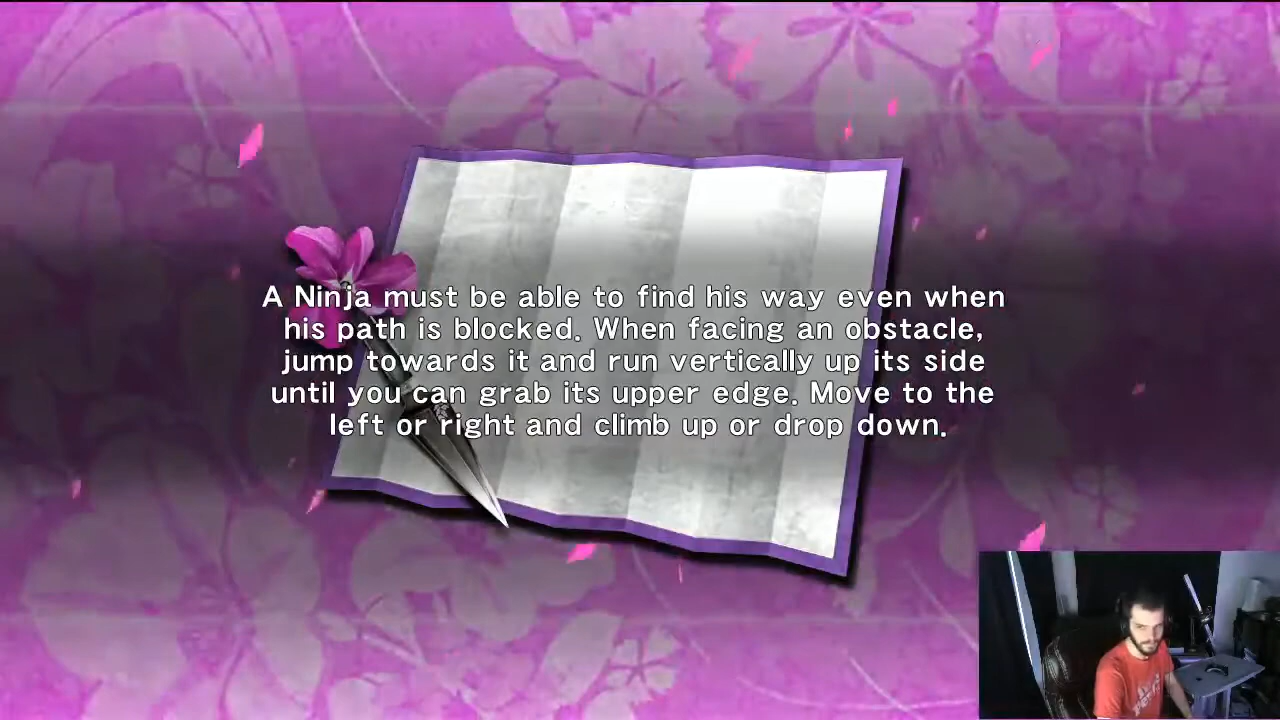 A Ninja must be able to find his way even when
his path is blocked. When facing an obstacle,
jump towards it and run vertically up its side
until you can grab its upper edge. Move to the
left or right and climb up or drop down.